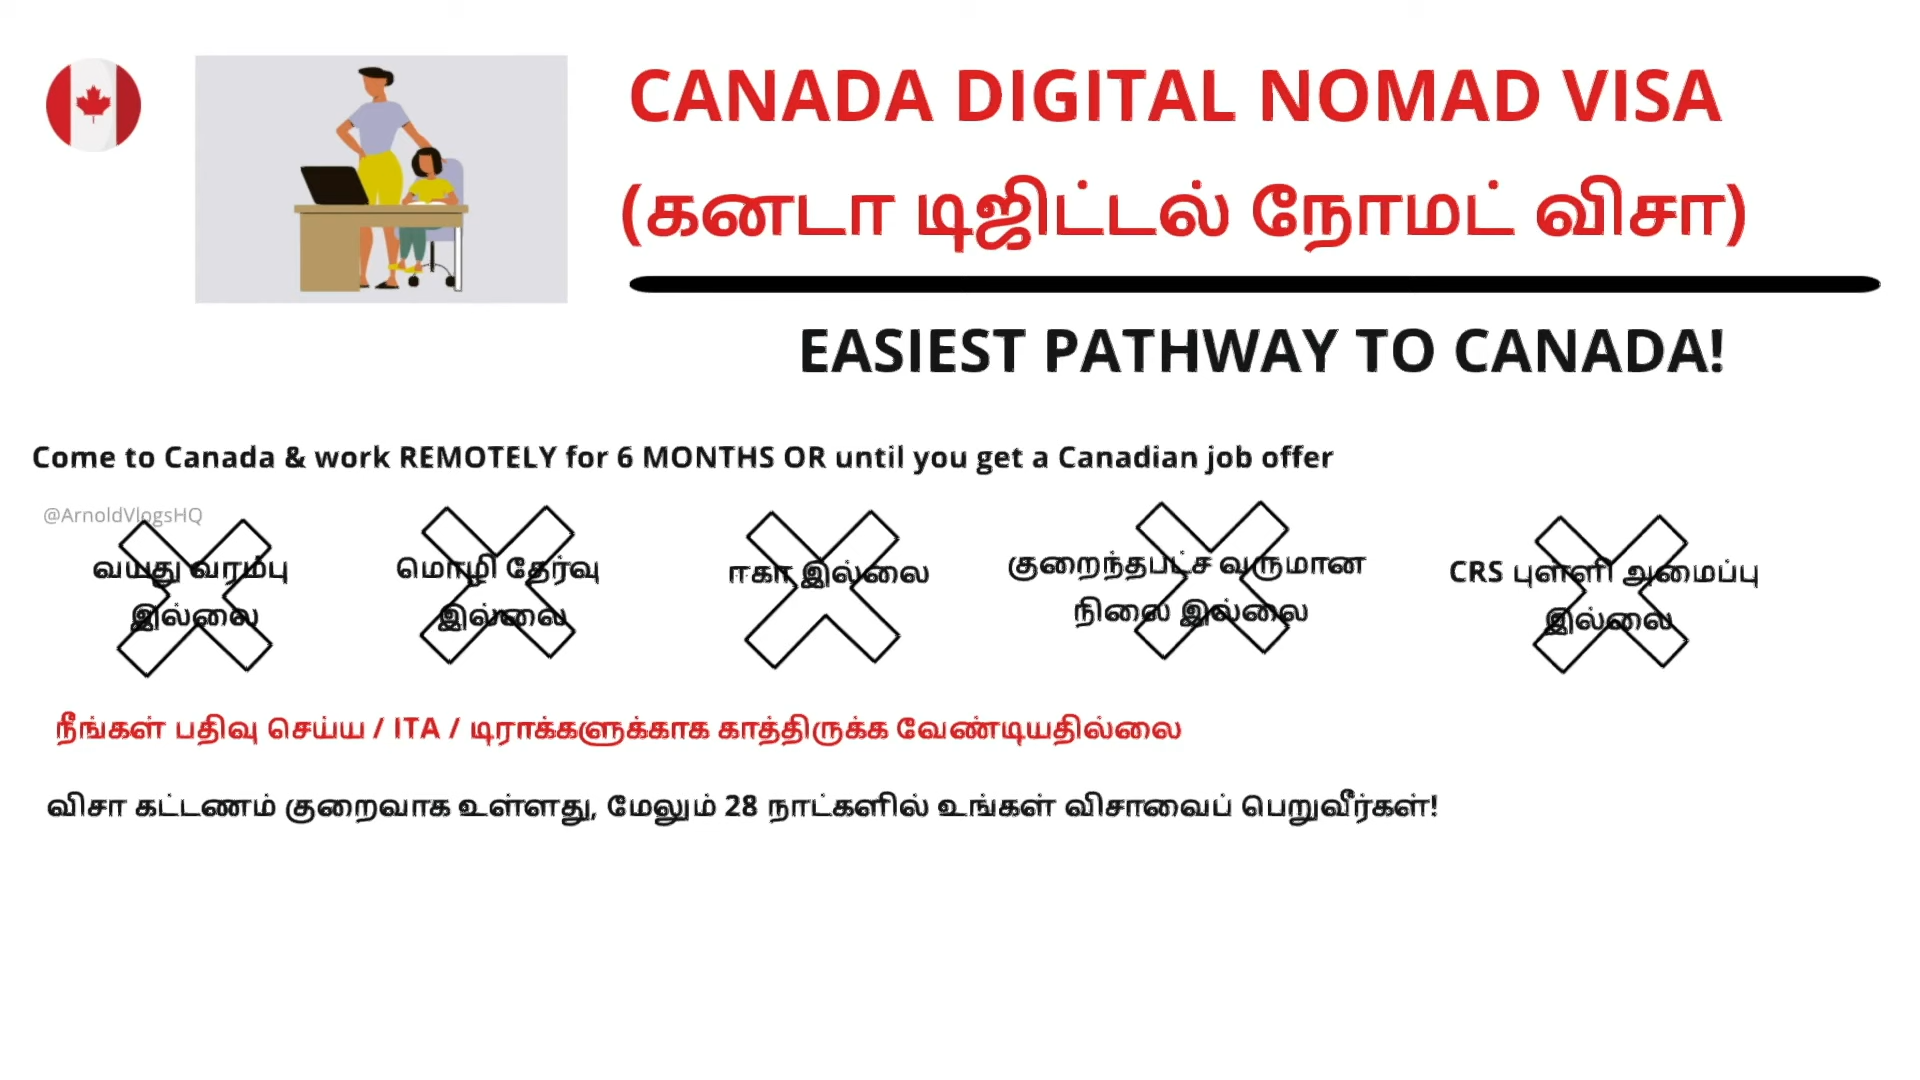 CANADA DIGITAL NOMAD VISA
(கனடா டிஜிட்டல் நோமட் விசா)
EASIEST PATHWAY TO CANADA!
Come to Canada & work REMOTELY for 6 MONTHS OR until you get a Canadian job offer
@ArnoldVlogsHQ
வயது வரம்பு
இல்லை
மொழி தேர்வு
இல்லை
ஈகா இல்லை
குறைந்தபட்ச வருமான
நிலை இல்லை
CRS புள்ளி அமைப்பு
இல்லை
நீங்கள் பதிவு செய்ய / ITA / டிராக்களுக்காக காத்திருக்க வேண்டியதில்லை
விசா கட்டணம் குறைவாக உள்ளது, மேலும் 28 நாட்களில் உங்கள் விசாவைப் பெறுவீர்கள்!